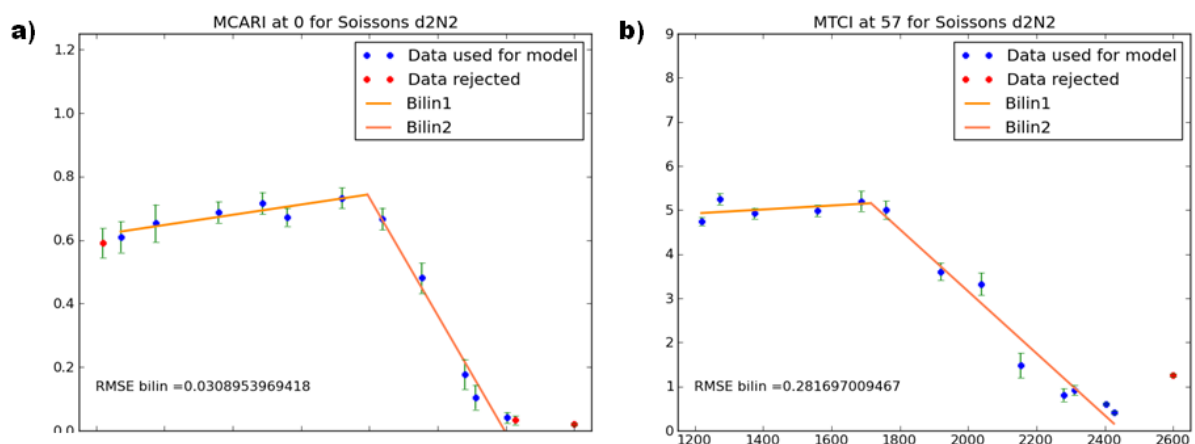 a)
MCARI at 0 for Soissons d2N2
1.2
1.0
0.8
0.6
0.4
0.2
0.0
Data used for model
Data rejected
Bilin1
Bilin2
RMSE bilin =0.0308953969418
b)
MTCI at 57 for Soissons d2N2
9
8
7
6
5
4
3
2
1
0
Data used for model
Data rejected
Bilin1
Bilin2
RMSE bilin =0.281697009467
1200 1400 1600 1800 2000 2200 2400 2600